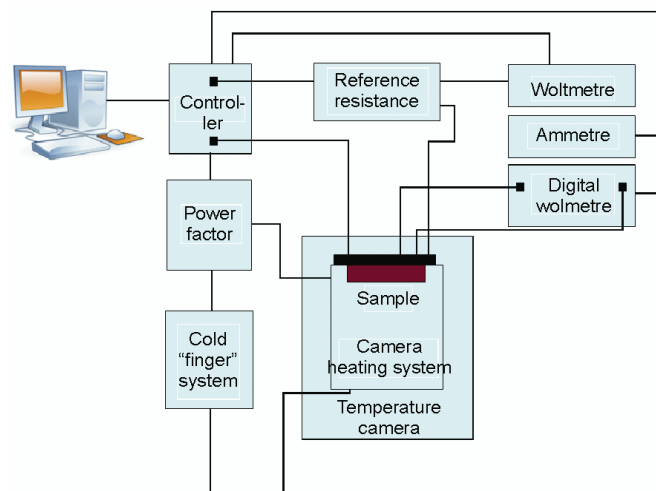 Control-
ler
Reference
resistance
Woltmetre
Ammetre
Digital
wolmetre
Power
factor
Sample
Cold
“finger”
system
Camera
heating system
Temperature
camera